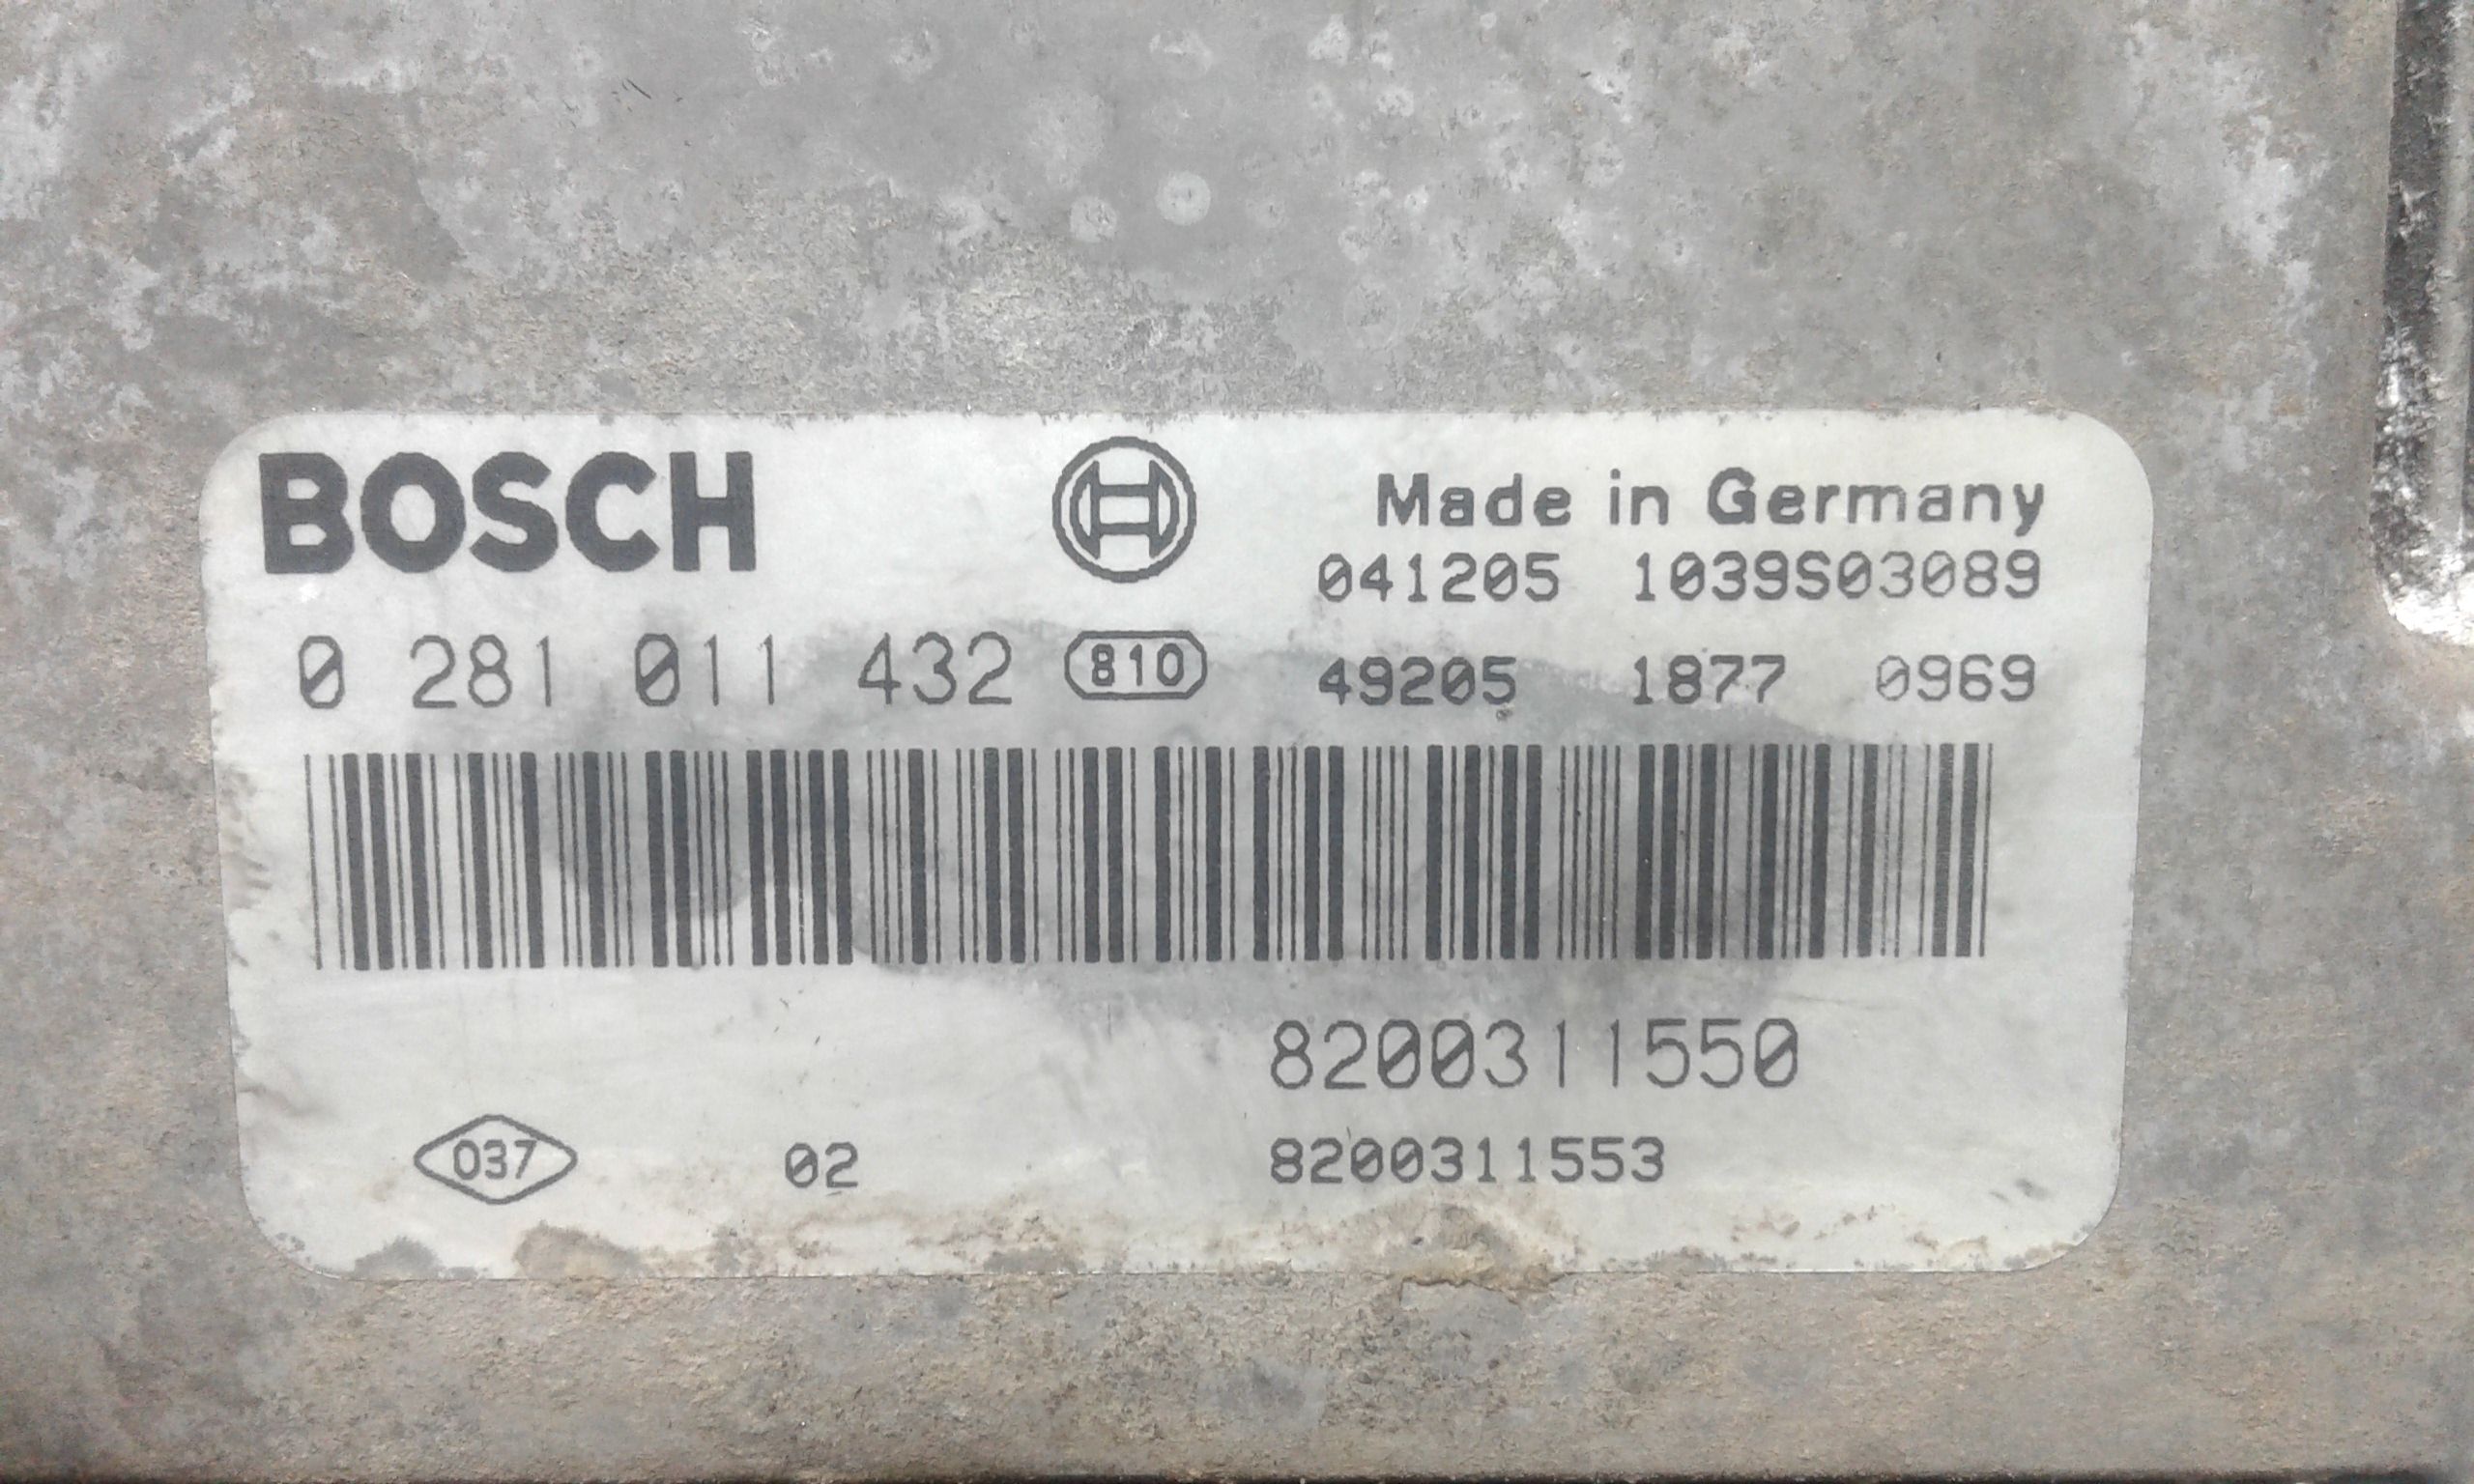 BOSCH Made in Germany
041205 1039S03089
0 281 011 432 810 49205 1877 0969
8200311550
037 02 8200311553